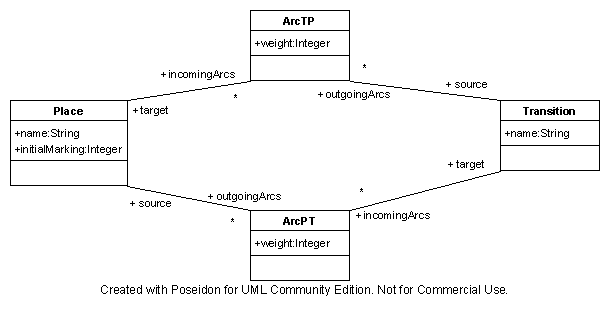 ArcTP
+weight:Integer
+incomingArcs
*
*
+outgoingArcs
+ source
Place
+name:String
+initialMarking:Integer
+ target
Transition
+name:String
+ target
+ source
+outgoingArcs
*
*
+incomingArcs
ArcPT
+weight:Integer
Created with Poseidon for UML Community Edition. Not for Commercial Use.